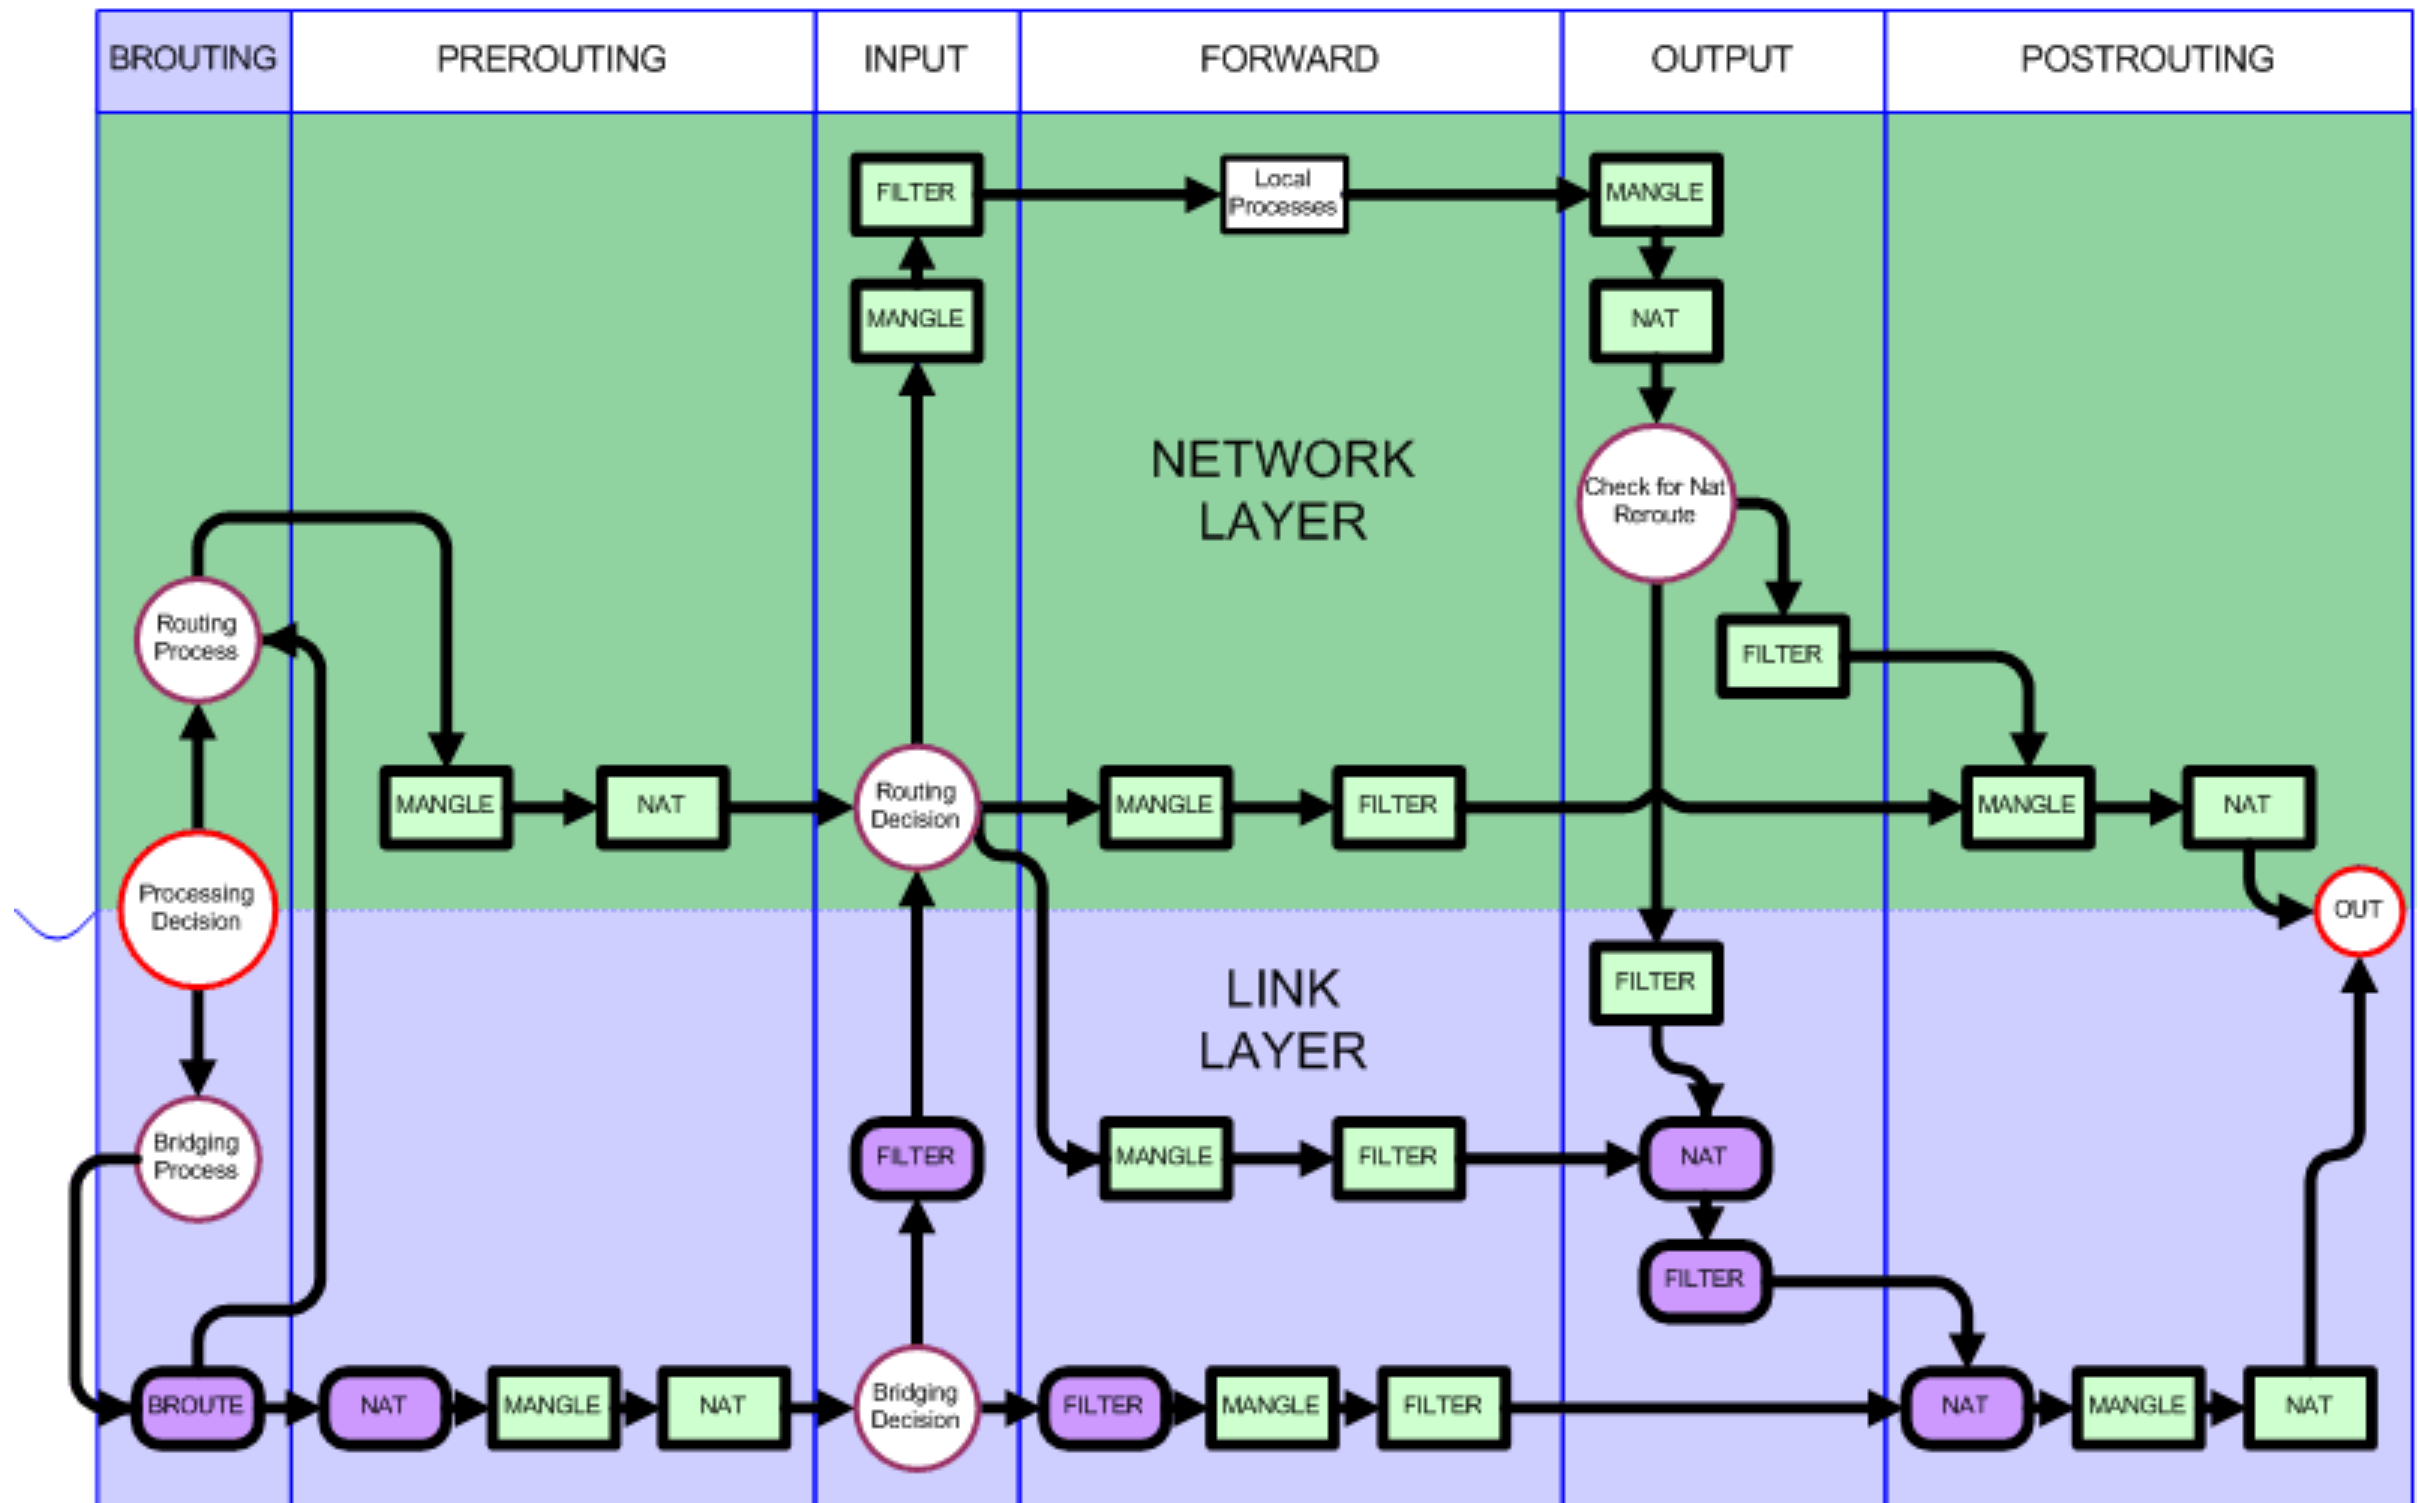 BROUTING
PREROUTING
INPUT
FORWARD
OUTPUT
POSTROUTING
FILTER
Local
Processes
MANGLE
MANGLE
NAT
NETWORK
LAYER
Check for Nat
Reroute
Routing
Process
FILTER
MANGLE
NAT
Routing
Decision
MANGLE
FILTER
MANGLE
NAT
Processing
Decision
OUT
LINK
LAYER
FILTER
Bridging
Process
FILTER
MANGLE
FILTER
NAT
FILTER
BROUTE
NAT
MANGLE
NAT
Bridging
Decision
FILTER
MANGLE
FILTER
NAT
MANGLE
NAT